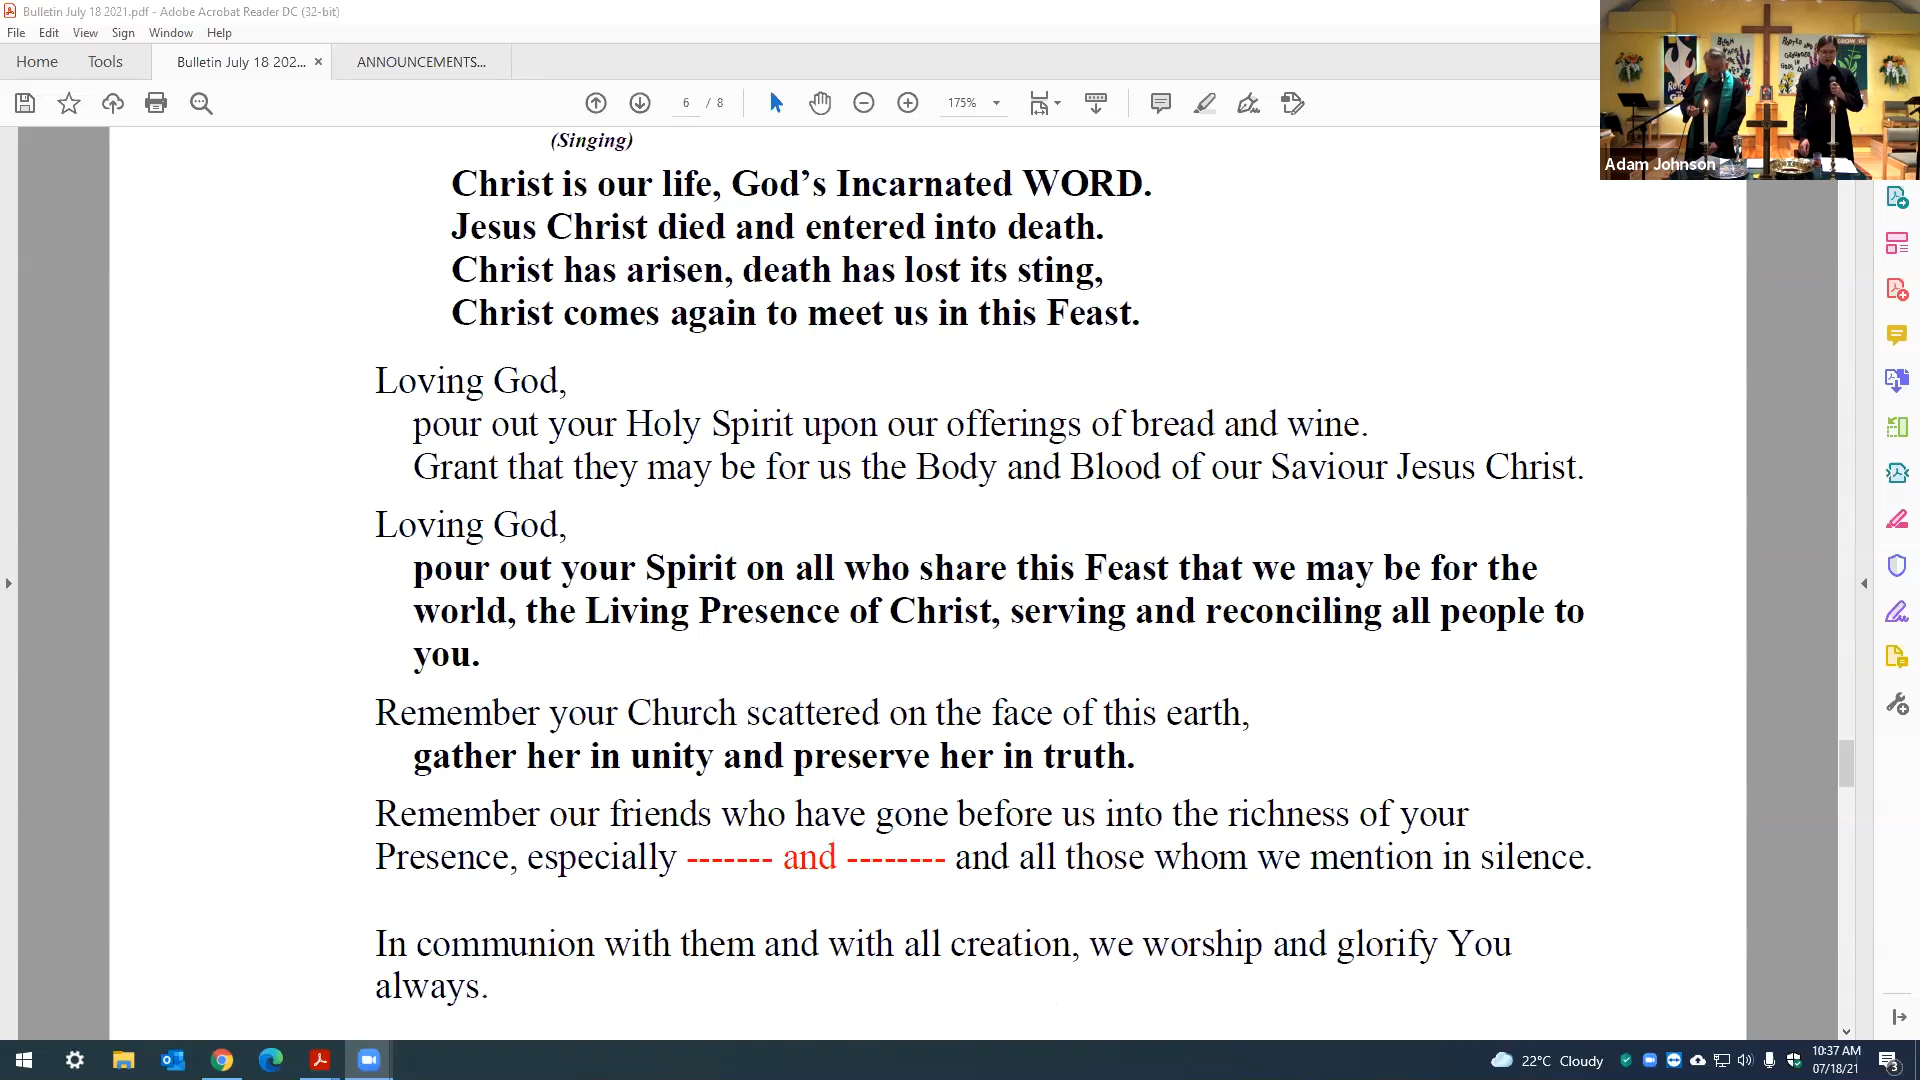 Bulletin July 18 2021.pdf - Adobe Acrobat Reader DC (32-bit)
File Edit View Sign Window Help
Home Tools Bulletin July 18 202... × ANNOUNCEMENTS...
6 / 8 175%
(Singing)
Christ is our life, God’s Incarnated WORD.
Jesus Christ died and entered into death.
Christ has arisen, death has lost its sting,
Christ comes again to meet us in this Feast.
Loving God,
pour out your Holy Spirit upon our offerings of bread and wine.
Grant that they may be for us the Body and Blood of our Saviour Jesus Christ.
Loving God,
pour out your Spirit on all who share this Feast that we may be for the
world, the Living Presence of Christ, serving and reconciling all people to
you.
Remember your Church scattered on the face of this earth,
gather her in unity and preserve her in truth.
Remember our friends who have gone before us into the richness of your
Presence, especially ------- and -------- and all those whom we mention in silence.
In communion with them and with all creation, we worship and glorify You
always.
Adam Johnson
GROW IN
22°C Cloudy
10:37 AM
07/18/21
3